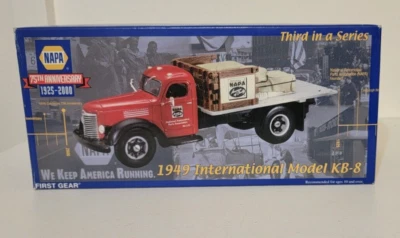 NAPA
75TH ANNIVERSARY
1925-2000
Third in a Series
NAPA
NAPA
WE KEEP AMERICA RUNNING.
1949 International Model KB-8
FIRST GEAR